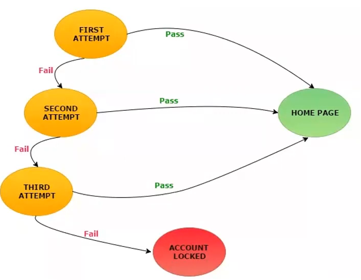 FIRST
ATTEMPT
Pass
Fail
SECOND
ATTEMPT
Pass
HOME PAGE
Fail
THIRD
ATTEMPT
Pass
Fail
ACCOUNT
LOCKED